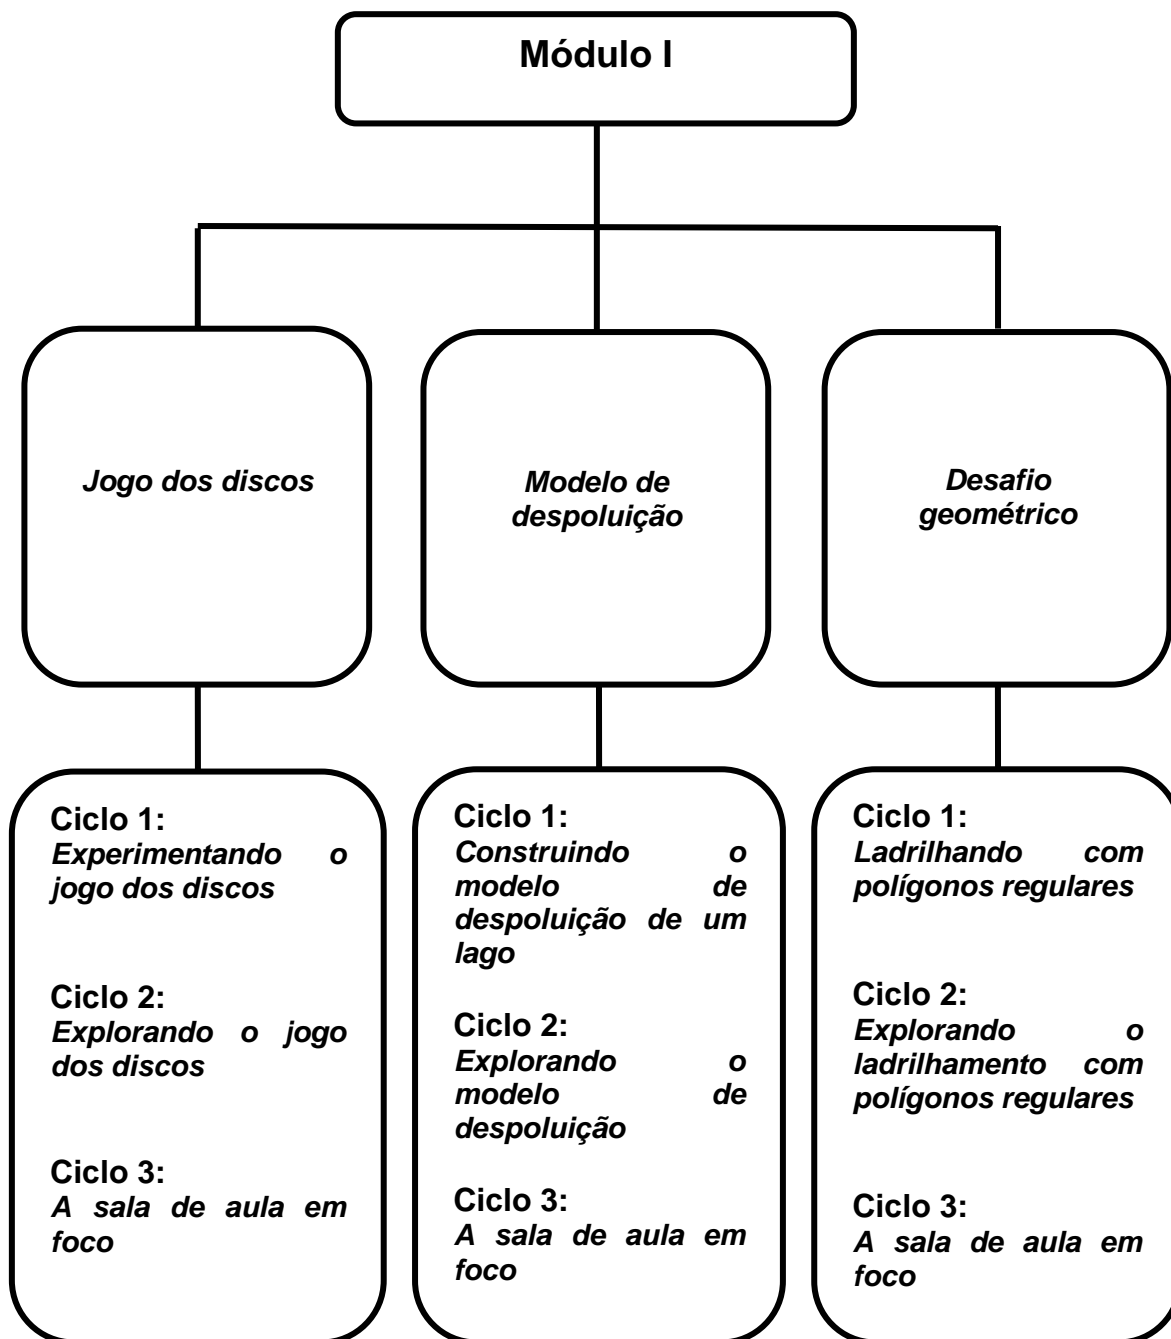 Módulo I
Jogo dos discos
Modelo de
despoluição
Desafio
geométrico
Ciclo 1:
Experimentando o
jogo dos discos
Ciclo 2:
Explorando o jogo
dos discos
Ciclo 3:
A sala de aula em
foco
Ciclo 1:
Construindo o
modelo de
despoluição de um
lago
Ciclo 2:
Explorando o
modelo de
despoluição
Ciclo 3:
A sala de aula em
foco
Ciclo 1:
Ladrilhando com
polígonos regulares
Ciclo 2:
Explorando o
ladrilhamento com
polígonos regulares
Ciclo 3:
A sala de aula em
foco